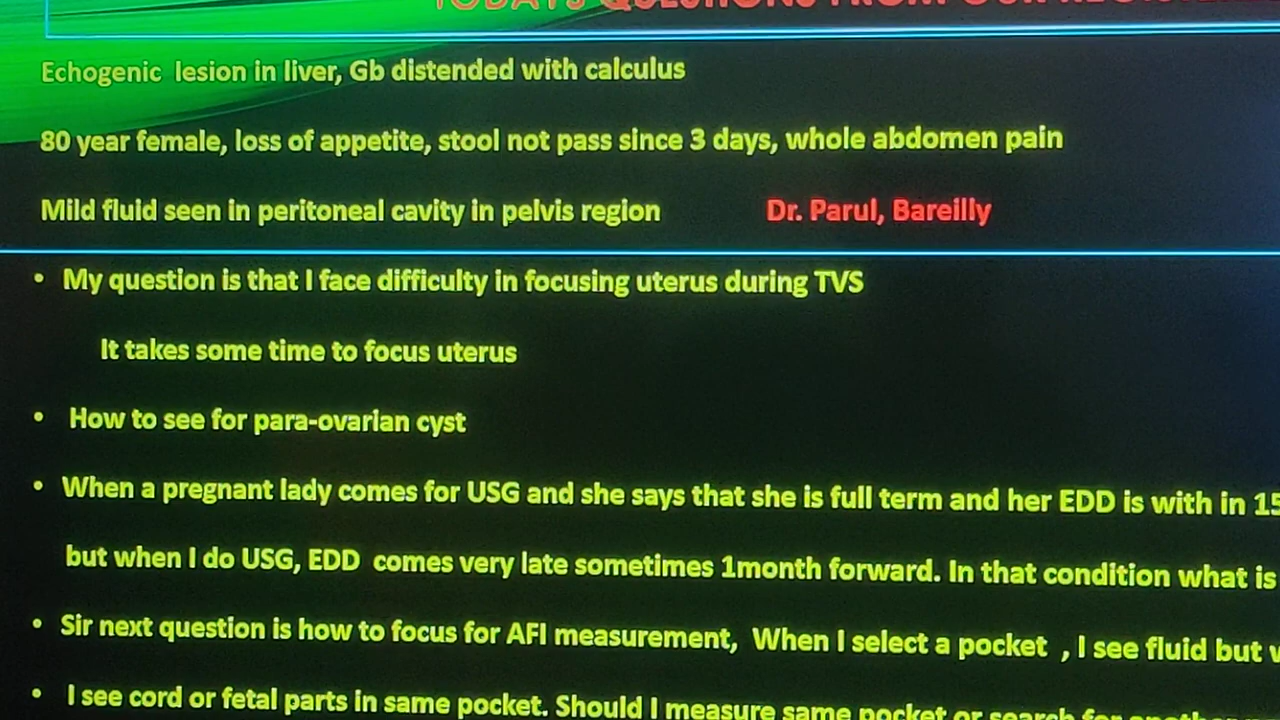 TODAYS QUESTIONS FROM OUR
Echogenic lesion in liver, Gb distended with calculus
80 year female, loss of appetite, stool not pass since 3 days, whole abdomen pain
Mild fluid seen in peritoneal cavity in pelvis region Dr. Parul, Bareilly
• My question is that I face difficulty in focusing uterus during TVS
It takes some time to focus uterus
• How to see for para-ovarian cyst
• When a pregnant lady comes for USG and she says that she is full term and her EDD is with in 15
but when I do USG, EDD comes very late sometimes 1month forward. In that condition what is
• Sir next question is how to focus for AFI measurement, When I select a pocket , I see fluid but
• I see cord or fetal parts in same pocket. Should I measure same pocket or search for